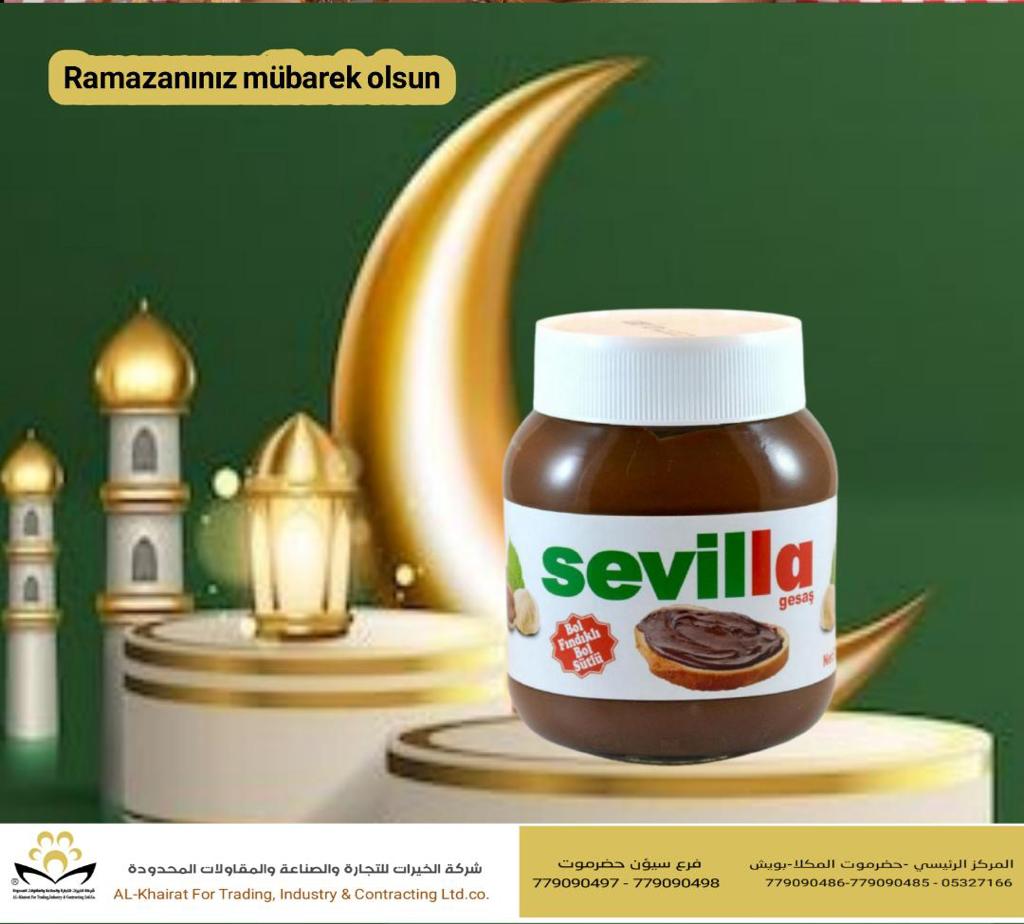 Ramazanınız mübarek olsun
sevilla
gesaş
Bol
Fındıklı
Bol
Sütlü
شركة الخيرات للتجارة والصناعة والمقاولات المحدودة
AL-Khairat For Trading, Industry & Contracting Ltd.co.
فرع سيؤن حضرموت
779090497 - 779090498
المركز الرئيسي -حضرموت المكلا-بويش
779090486-779090485 - 05327166